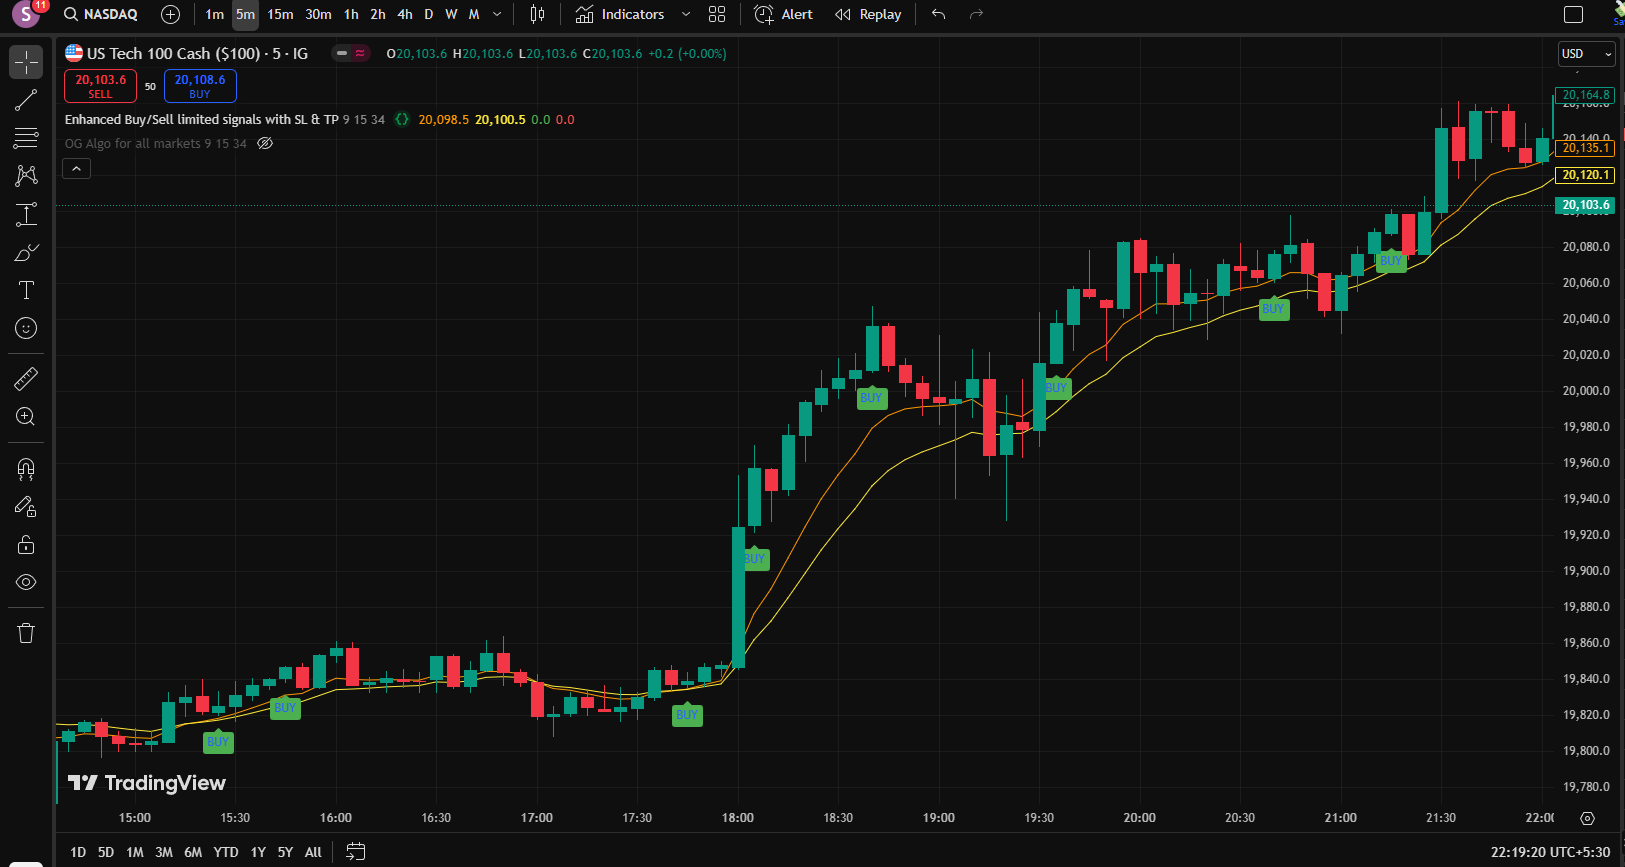 S 11 NASDAQ 1m 5m 15m 30m 1h 2h 4h D W M Indicators Alert Replay
US Tech 100 Cash ($100) · 5 · IG O20,103.6 H20,103.6 L20,103.6 C20,103.6 +0.2 (+0.00%)
USD
20,103.6 SELL 50 20,108.6 BUY
Enhanced Buy/Sell limited signals with SL & TP 9 15 34 20,098.5 20,100.5 0.0 0.0
OG Algo for all markets 9 15 34
20,164.8
20,160.0
20,140.0
20,135.1
20,120.1
20,103.6
20,080.0
20,060.0
20,040.0
20,020.0
20,000.0
19,980.0
19,960.0
19,940.0
19,920.0
19,900.0
19,880.0
19,860.0
19,840.0
19,820.0
19,800.0
19,780.0
BUY
BUY
BUY
BUY
BUY
BUY
BUY
BUY
TradingView
15:00 15:30 16:00 16:30 17:00 17:30 18:00 18:30 19:00 19:30 20:00 20:30 21:00 21:30 22:00
1D 5D 1M 3M 6M YTD 1Y 5Y All 22:19:20 UTC+5:30